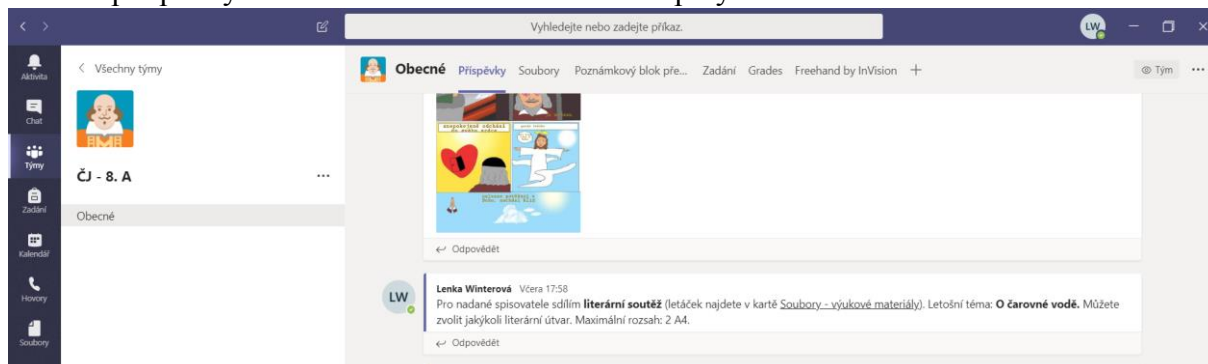 Vyhledejte nebo zadejte příkaz.
LW
Aktivita
Chat
Týmy
Zadání
Kalendář
Hovory
Soubory
Všechny týmy
ČJ - 8. A
Obecné
Obecné Příspěvky Soubory Poznámkový blok pře... Zadání Grades Freehand by InVision +
Tým
Odpovědět
LW
Lenka Winterová Včera 17:58
Pro nadané spisovatele sdílím literární soutěž (letáček najdete v kartě Soubory - výukové materiály). Letošní téma: O čarovné vodě. Můžete
zvolit jakýkoli literární útvar. Maximální rozsah: 2 A4.
Odpovědět